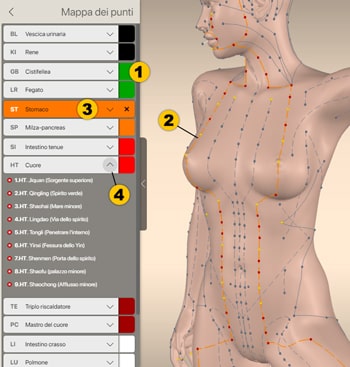 Mappa dei punti
BL Vescica urinaria
KI Rene
GB Cistifellea
1
LR Fegato
ST Stomaco
3
×
2
SP Milza-pancreas
SI Intestino tenue
HT Cuore
4
1.HT. Jiquan (Sorgente superiore)
2.HT. Qingling (Spirito verde)
3.HT. Shaohai (Mare minore)
4.HT. Lingdao (Via dello spirito)
5.HT. Tongli (Penetrare l'interno)
6.HT. Yinxi (Fessura dello Yin)
7.HT. Shenmen (Porta dello spirito)
8.HT. Shaofu (palazzo minore)
9.HT. Shaochong (Afflusso minore)
TE Triplo riscaldatore
PC Mastro del cuore
LI Intestino crasso
LU Polmone